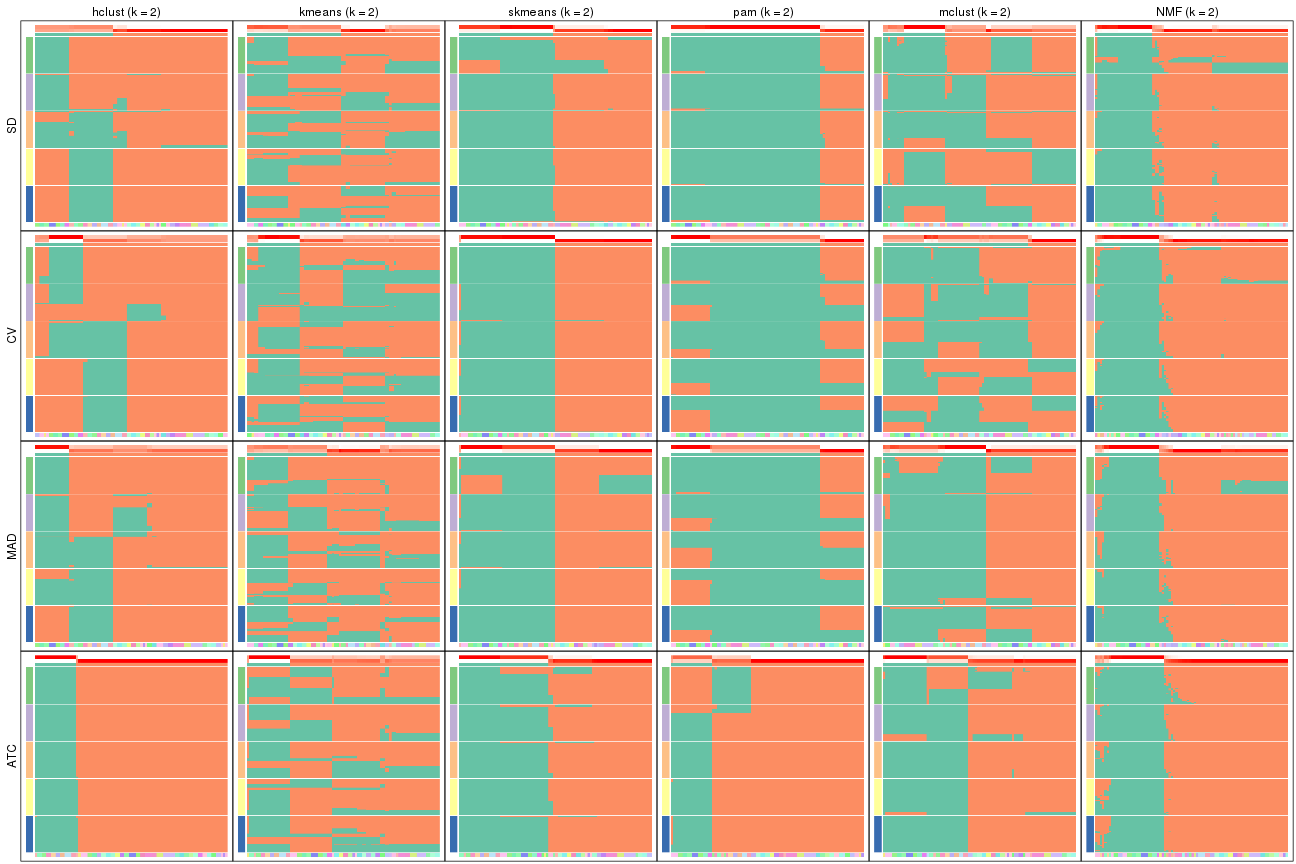 hclust (k = 2)
kmeans (k = 2)
skmeans (k = 2)
pam (k = 2)
mclust (k = 2)
NMF (k = 2)
SD
CV
MAD
ATC